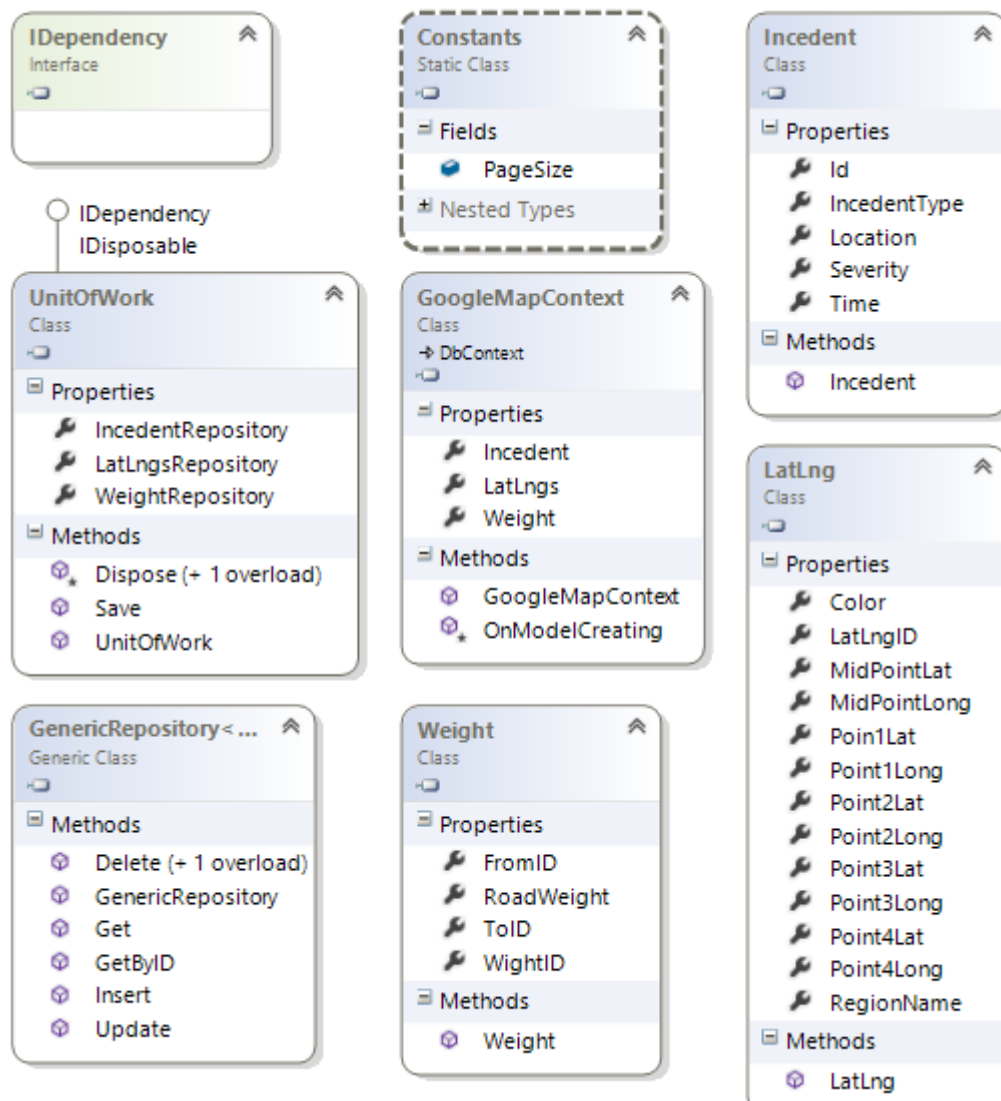 IDependency
Interface
Constants
Static Class
Fields
PageSize
Nested Types
Incedent
Class
Properties
Id
IncedentType
Location
Severity
Time
Methods
Incedent
IDependency
IDisposable
UnitOfWork
Class
Properties
IncedentRepository
LatLngsRepository
WeightRepository
Methods
Dispose (+ 1 overload)
Save
UnitOfWork
GoogleMapContext
Class
DbContext
Properties
Incedent
LatLngs
Weight
Methods
GoogleMapContext
OnModelCreating
LatLng
Class
Properties
Color
LatLngID
MidPointLat
MidPointLong
Poin1Lat
Point1Long
Point2Lat
Point2Long
Point3Lat
Point3Long
Point4Lat
Point4Long
RegionName
Methods
LatLng
GenericRepository< ...
Generic Class
Methods
Delete (+ 1 overload)
GenericRepository
Get
GetByID
Insert
Update
Weight
Class
Properties
FromID
RoadWeight
ToID
WightID
Methods
Weight